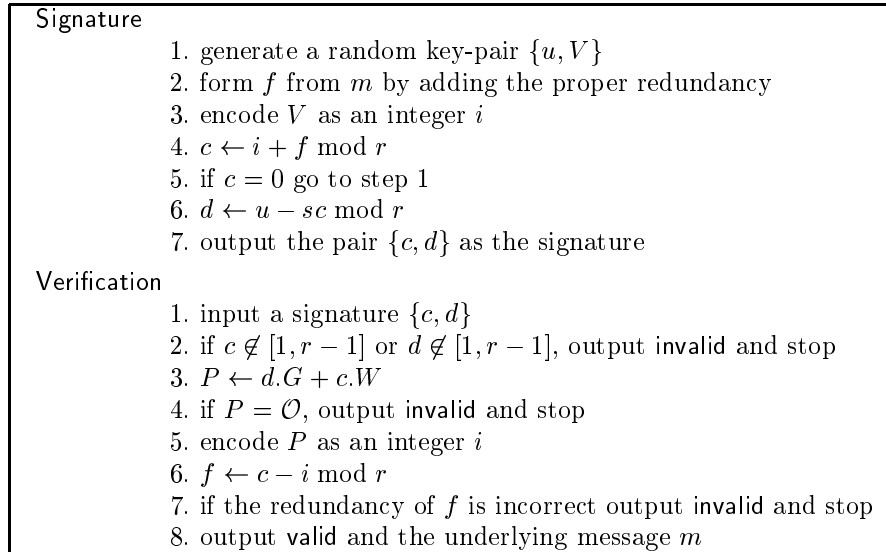 Signature
1. generate a random key-pair {u, V}
2. form f from m by adding the proper redundancy
3. encode V as an integer i
4. c ← i + f mod r
5. if c = 0 go to step 1
6. d ← u − sc mod r
7. output the pair {c, d} as the signature
Verification
1. input a signature {c, d}
2. if c ∉ [1, r − 1] or d ∉ [1, r − 1], output invalid and stop
3. P ← d.G + c.W
4. if P = 𝒪, output invalid and stop
5. encode P as an integer i
6. f ← c − i mod r
7. if the redundancy of f is incorrect output invalid and stop
8. output valid and the underlying message m